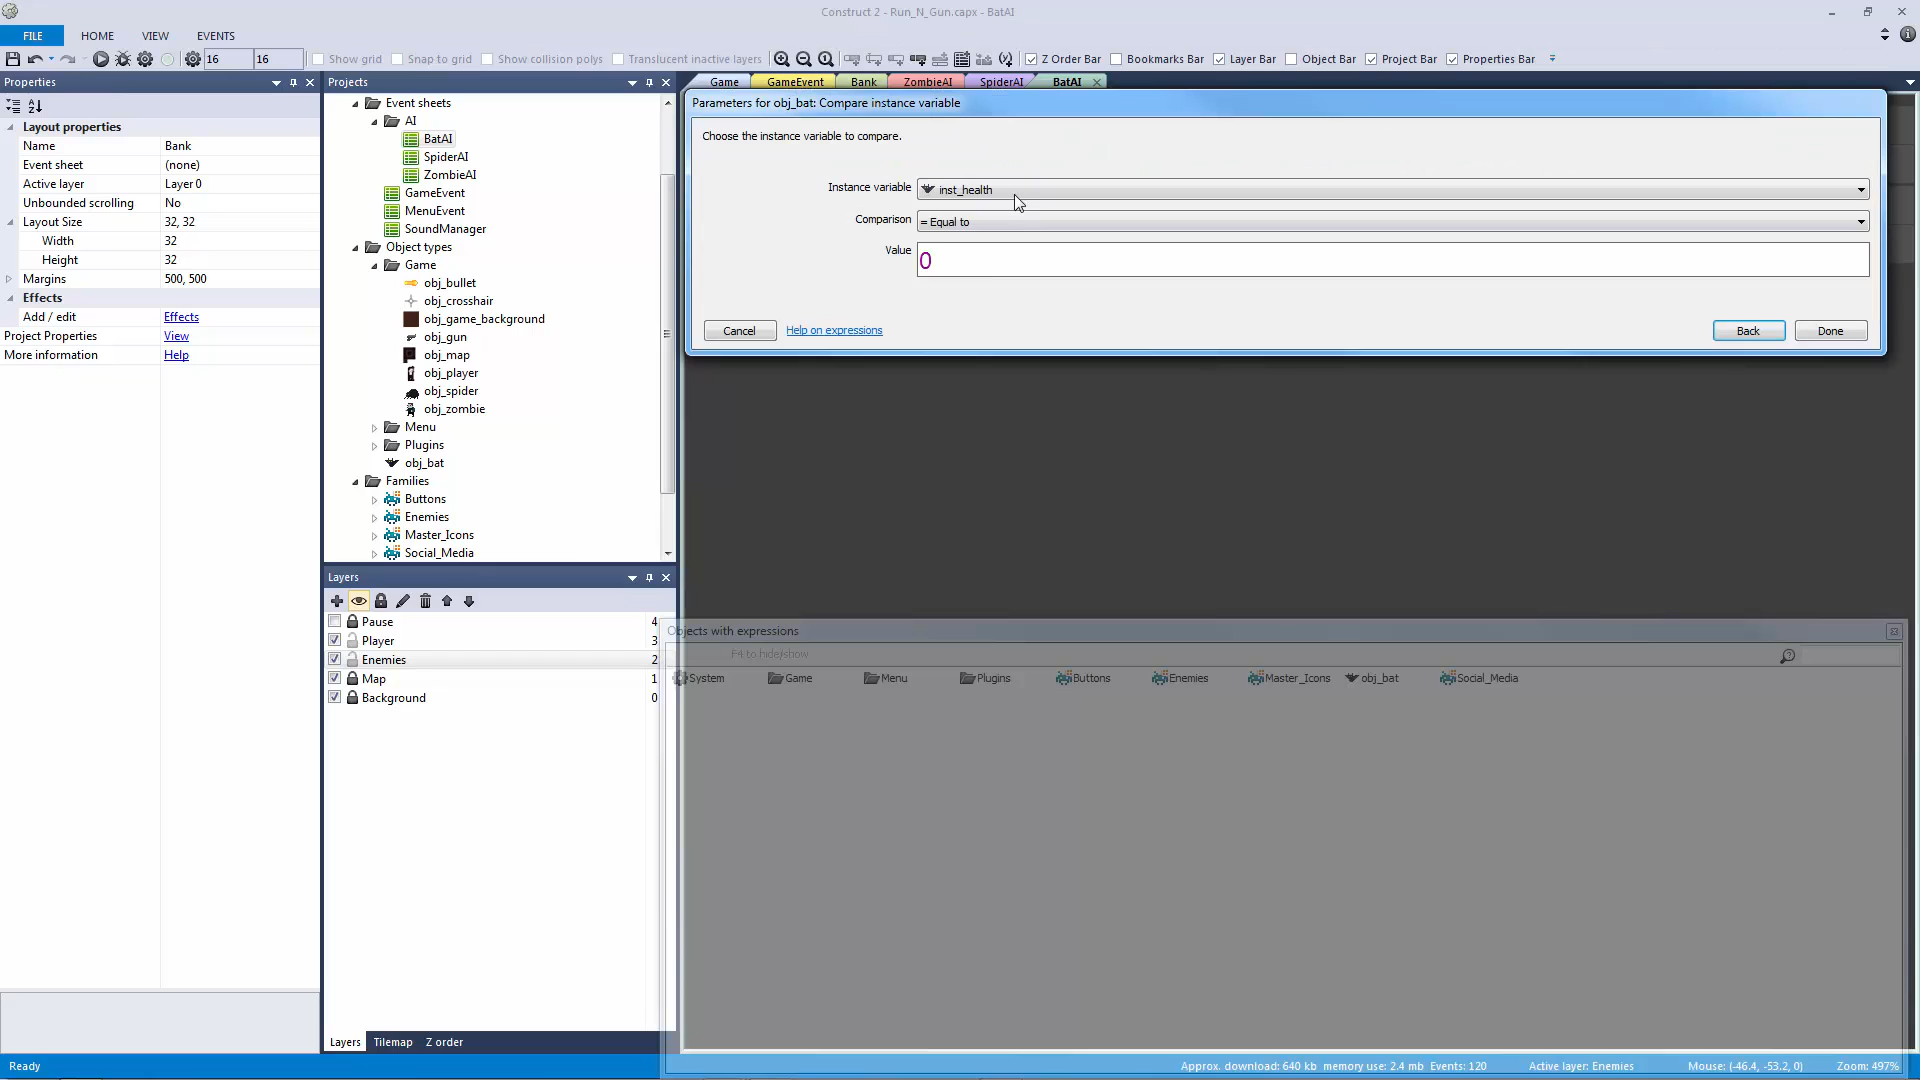 Construct 2 - Run_N_Gun.capx - BatAI
FILE HOME VIEW EVENTS
16 16 Show grid Snap to grid Show collision polys Translucent inactive layers Z Order Bar Bookmarks Bar Layer Bar Object Bar Project Bar Properties Bar
Properties
Layout properties
Name Bank
Event sheet (none)
Active layer Layer 0
Unbounded scrolling No
Layout Size 32, 32
Width 32
Height 32
Margins 500, 500
Effects
Add / edit Effects
Project Properties View
More information Help
Projects
Event sheets
AI
BatAI
SpiderAI
ZombieAI
GameEvent
MenuEvent
SoundManager
Object types
Game
obj_bullet
obj_crosshair
obj_game_background
obj_gun
obj_map
obj_player
obj_spider
obj_zombie
Menu
Plugins
obj_bat
Families
Buttons
Enemies
Master_Icons
Social_Media
Layers
Pause 4
Player 3
Enemies 2
Map 1
Background 0
Layers Tilemap Z order
Game GameEvent Bank ZombieAI SpiderAI BatAI
Parameters for obj_bat: Compare instance variable
Choose the instance variable to compare.
Instance variable inst_health
Comparison = Equal to
Value 0
Cancel Help on expressions Back Done
Objects with expressions
F4 to hide/show
System Game Menu Plugins Buttons Enemies Master_Icons obj_bat Social_Media
Ready Approx. download: 640 kb memory use: 2.4 mb Events: 120 Active layer: Enemies Mouse: (-46.4, -53.2, 0) Zoom: 497%